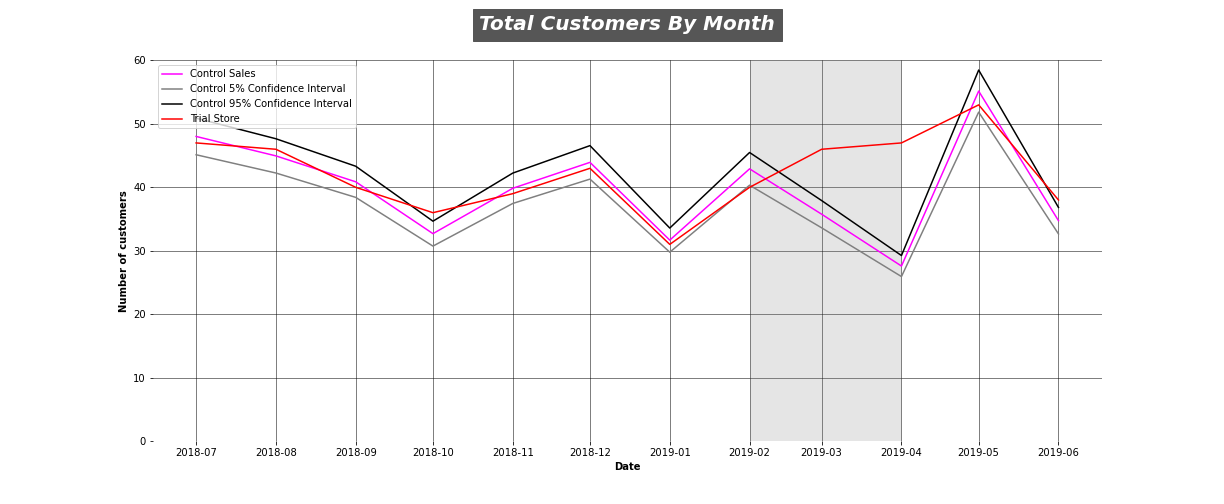 Total Customers By Month
60
50
40
30
20
10
0
Number of customers
Control Sales
Control 5% Confidence Interval
Control 95% Confidence Interval
Trial Store
2018-07 2018-08 2018-09 2018-10 2018-11 2018-12 2019-01 2019-02 2019-03 2019-04 2019-05 2019-06
Date